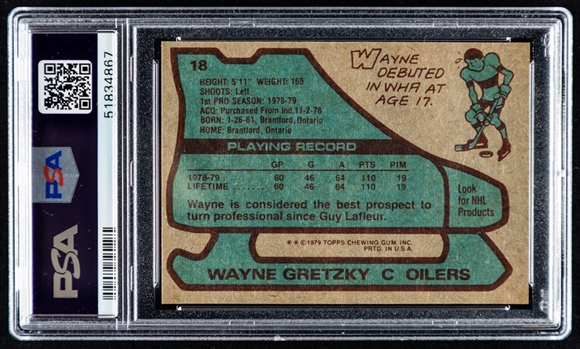 PSA
PSA
51834867
18
HEIGHT: 5'11" WEIGHT: 165
SHOOTS: Left
1st PRO SEASON: 1978-79
ACQ: Purchased From Ind. 11-2-78
BORN: 1-26-61, Brantford, Ontario
HOME: Brantford, Ontario
WAYNE
DEBUTED
IN WHA AT
AGE 17.
PLAYING RECORD
GP G A PTS PIM
1978-79 60 46 64 110 19
LIFETIME 60 46 64 110 19
Wayne is considered the best prospect to
turn professional since Guy Lafleur.
Look
for NHL
Products
**©1979 TOPPS CHEWING GUM, INC.
PRTD. IN U.S.A.
WAYNE GRETZKY C OILERS